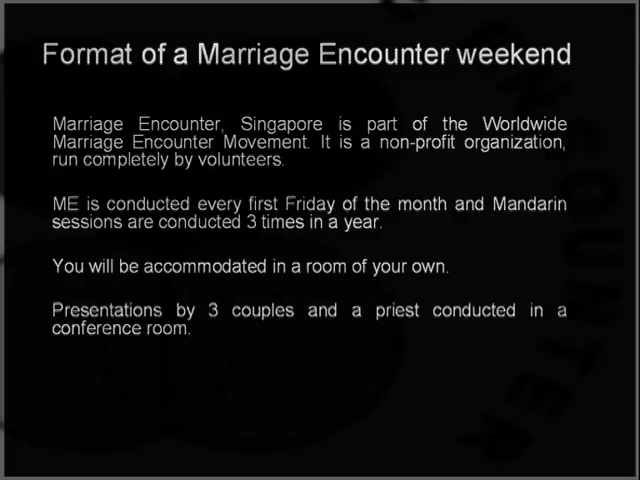 Format of a Marriage Encounter weekend
Marriage Encounter, Singapore is part of the Worldwide
Marriage Encounter Movement. It is a non-profit organization,
run completely by volunteers.
ME is conducted every first Friday of the month and Mandarin
sessions are conducted 3 times in a year.
You will be accommodated in a room of your own.
Presentations by 3 couples and a priest conducted in a
conference room.
ENCOUNTER